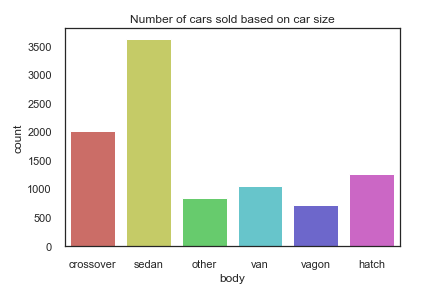 Number of cars sold based on car size
3500
3000
2500
2000
1500
1000
500
0
count
crossover sedan other van vagon hatch
body